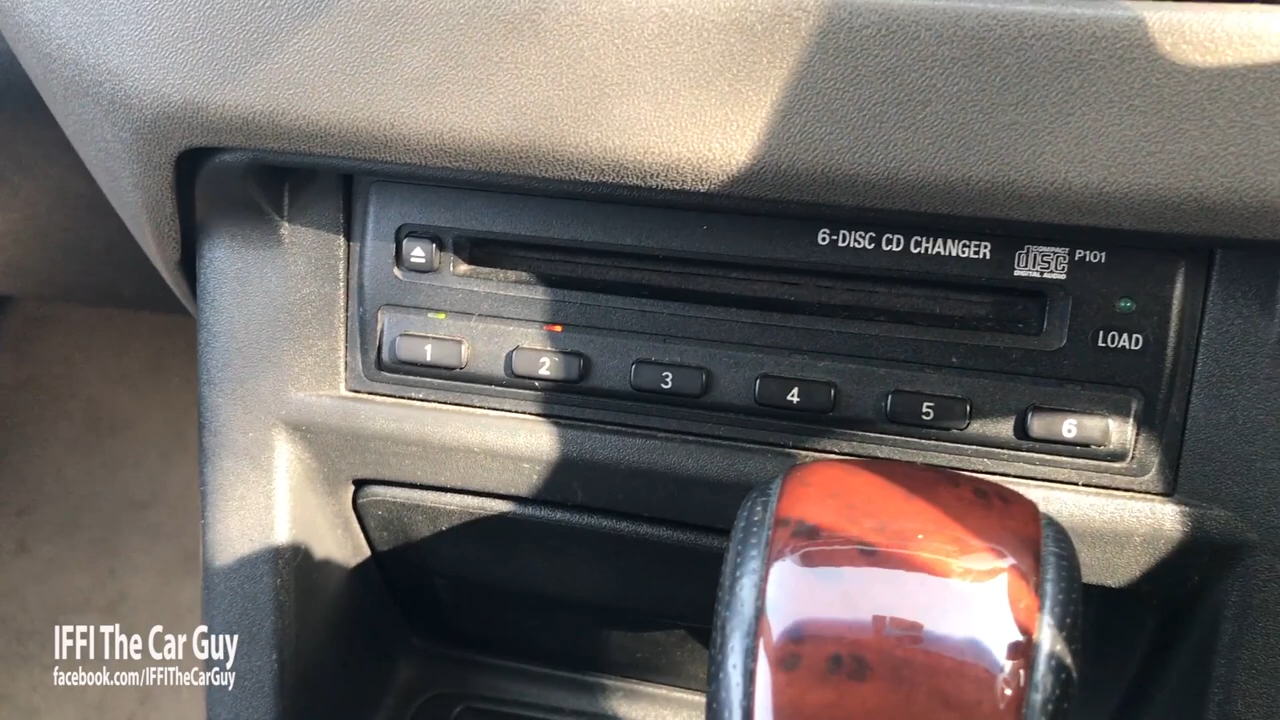 6-DISC CD CHANGER
COMPACT
disc
DIGITAL AUDIO
P101
LOAD
1 2 3 4 5 6
IFFI The Car Guy
facebook.com/IFFITheCarGuy